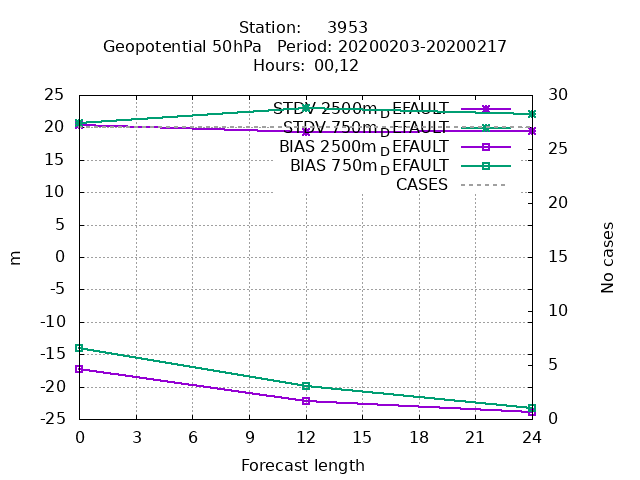 Station: 3953
Geopotential 50hPa Period: 20200203-20200217
Hours: 00,12
25 30
STDV 2500m_DEFAULT
20
STDV 750m_DEFAULT
25
BIAS 2500m_DEFAULT
15
BIAS 750m_DEFAULT
CASES
10
20
5
m
0 15
No cases
-5
10
-10
-15
5
-20
-25 0
0 3 6 9 12 15 18 21 24
Forecast length